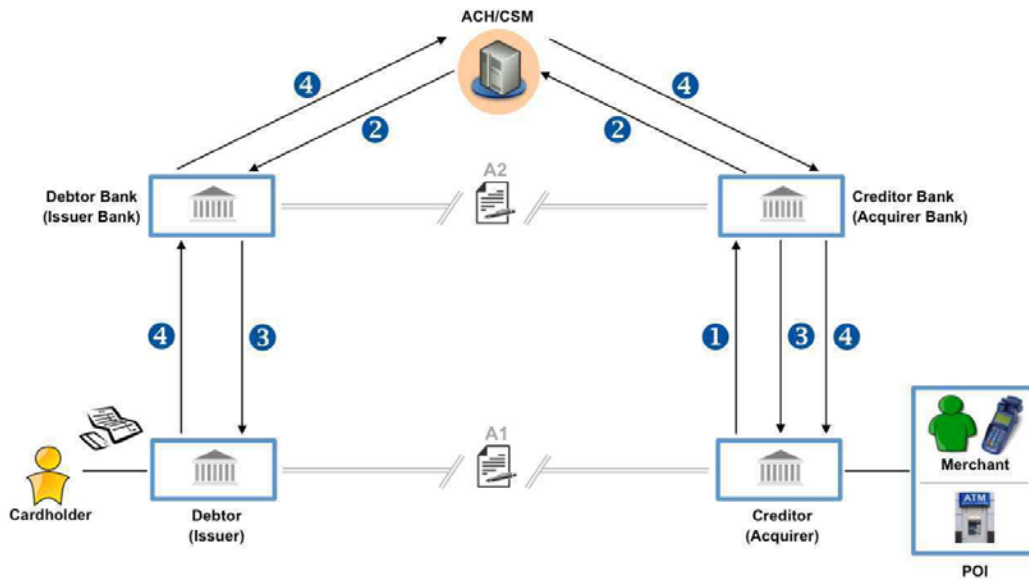 ACH/CSM
4
4
2
2
A2
Debtor Bank
(Issuer Bank)
Creditor Bank
(Acquirer Bank)
4
3
1
3
4
A1
Merchant
ATM
Cardholder
Debtor
(Issuer)
Creditor
(Acquirer)
POI